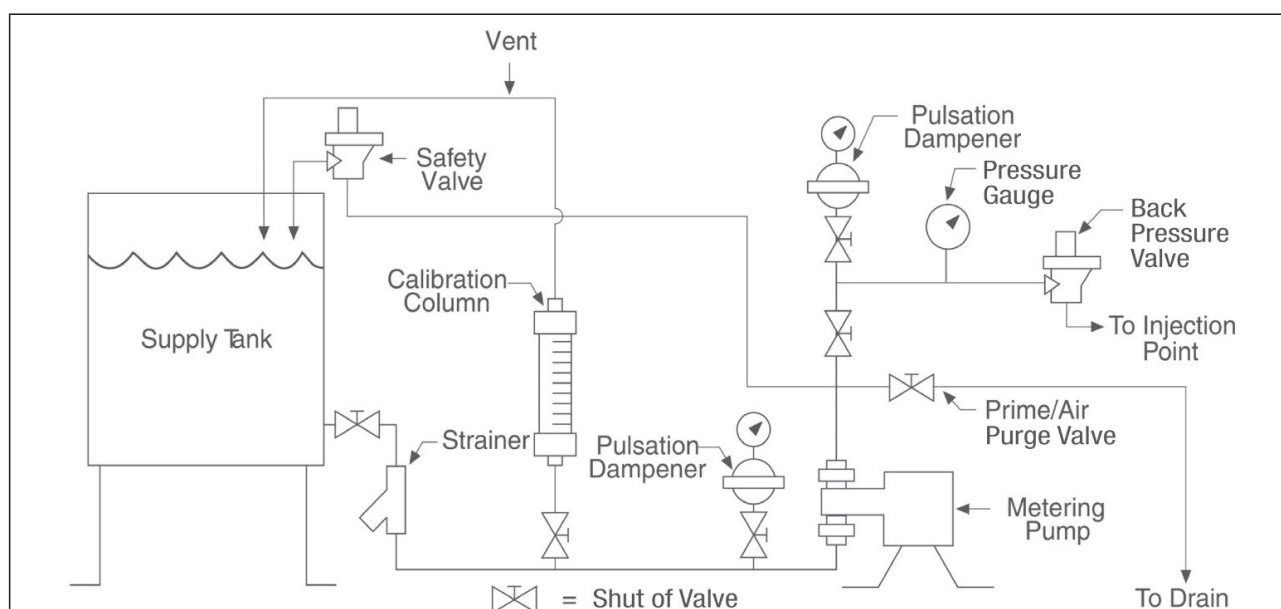 Vent
Safety
Valve
Pulsation
Dampener
Pressure
Gauge
Back
Pressure
Valve
Calibration
Column
Supply Tank
To Injection
Point
Prime/Air
Purge Valve
Strainer
Pulsation
Dampener
Metering
Pump
= Shut of Valve
To Drain